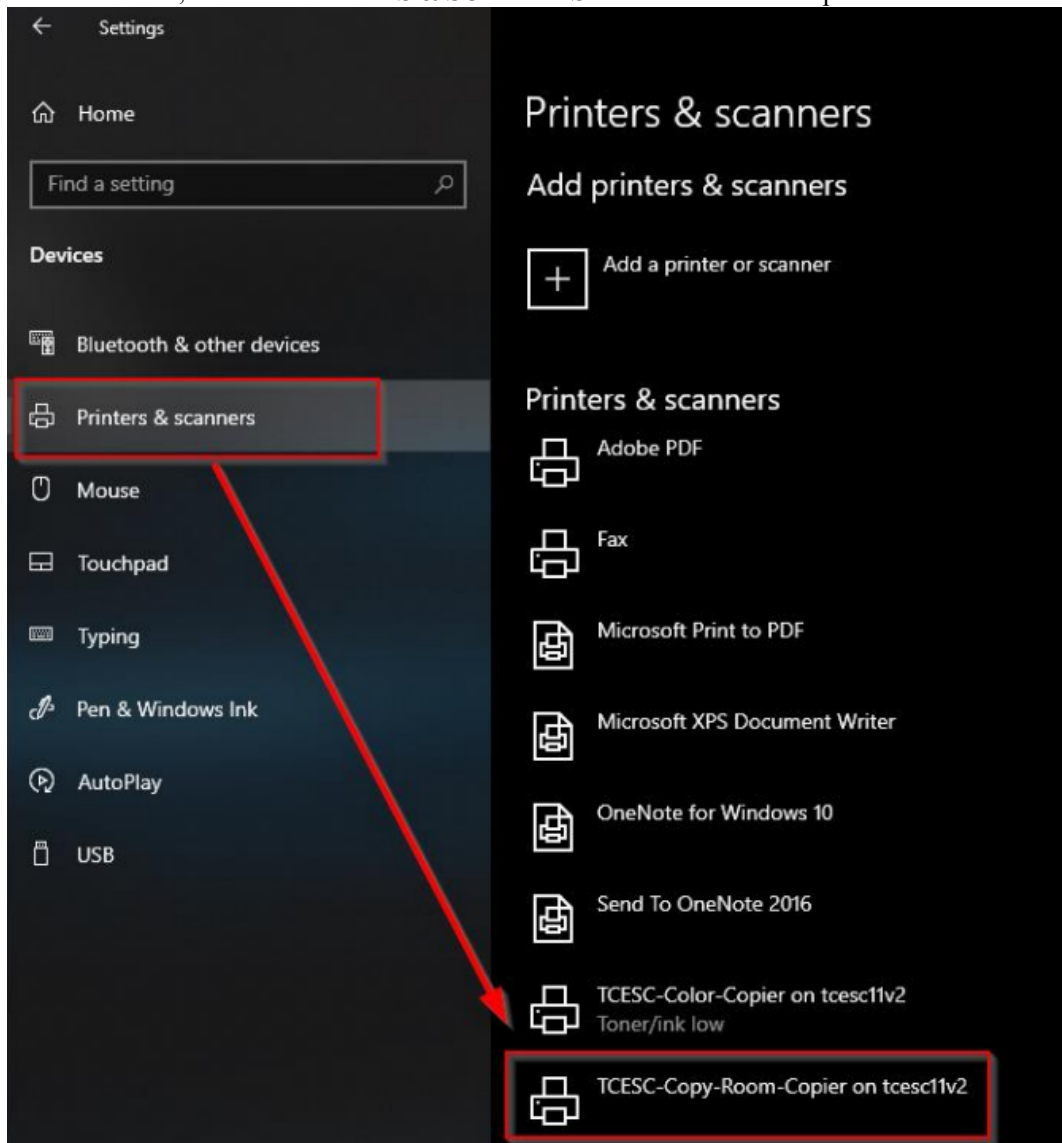 Settings
Home
Find a setting
Devices
Bluetooth & other devices
Printers & scanners
Mouse
Touchpad
Typing
Pen & Windows Ink
AutoPlay
USB
Printers & scanners
Add printers & scanners
Add a printer or scanner
Printers & scanners
Adobe PDF
Fax
Microsoft Print to PDF
Microsoft XPS Document Writer
OneNote for Windows 10
Send To OneNote 2016
TCESC-Color-Copier on tcesc11v2
Toner/ink low
TCESC-Copy-Room-Copier on tcesc11v2